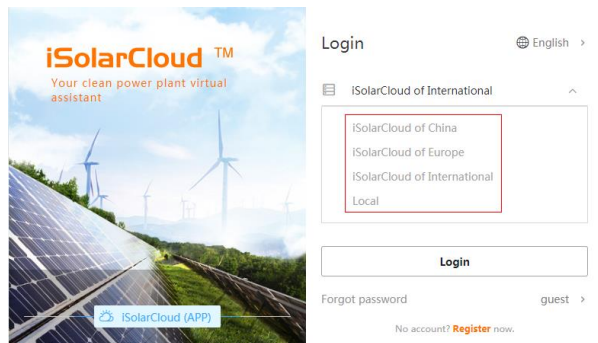 iSolarCloud TM
Your clean power plant virtual
assistant
iSolarCloud (APP)
Login
English >
iSolarCloud of International
iSolarCloud of China
iSolarCloud of Europe
iSolarCloud of International
Local
Login
Forgot password
guest >
No account? Register now.